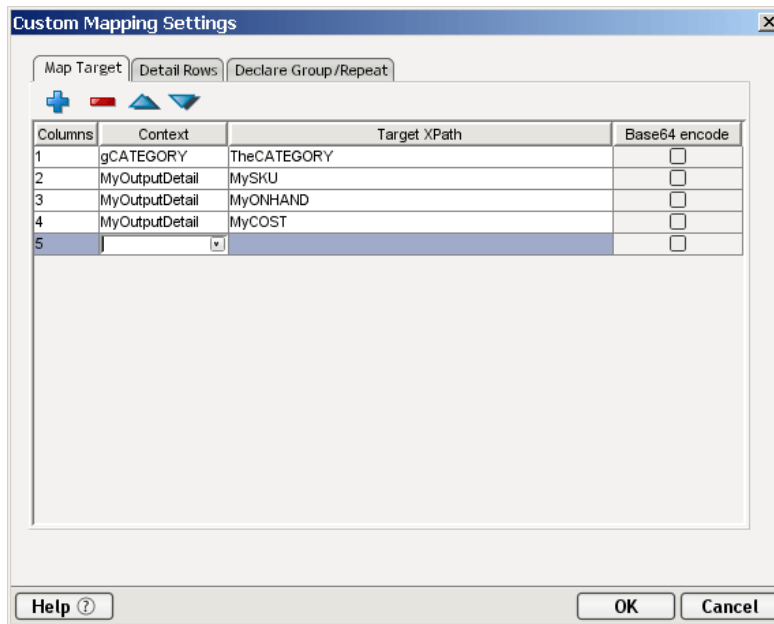 Custom Mapping Settings
Map Target Detail Rows Declare Group/Repeat
Columns Context Target XPath Base64 encode
1 gCATEGORY TheCATEGORY
2 MyOutputDetail MySKU
3 MyOutputDetail MyONHAND
4 MyOutputDetail MyCOST
5
Help ? OK Cancel